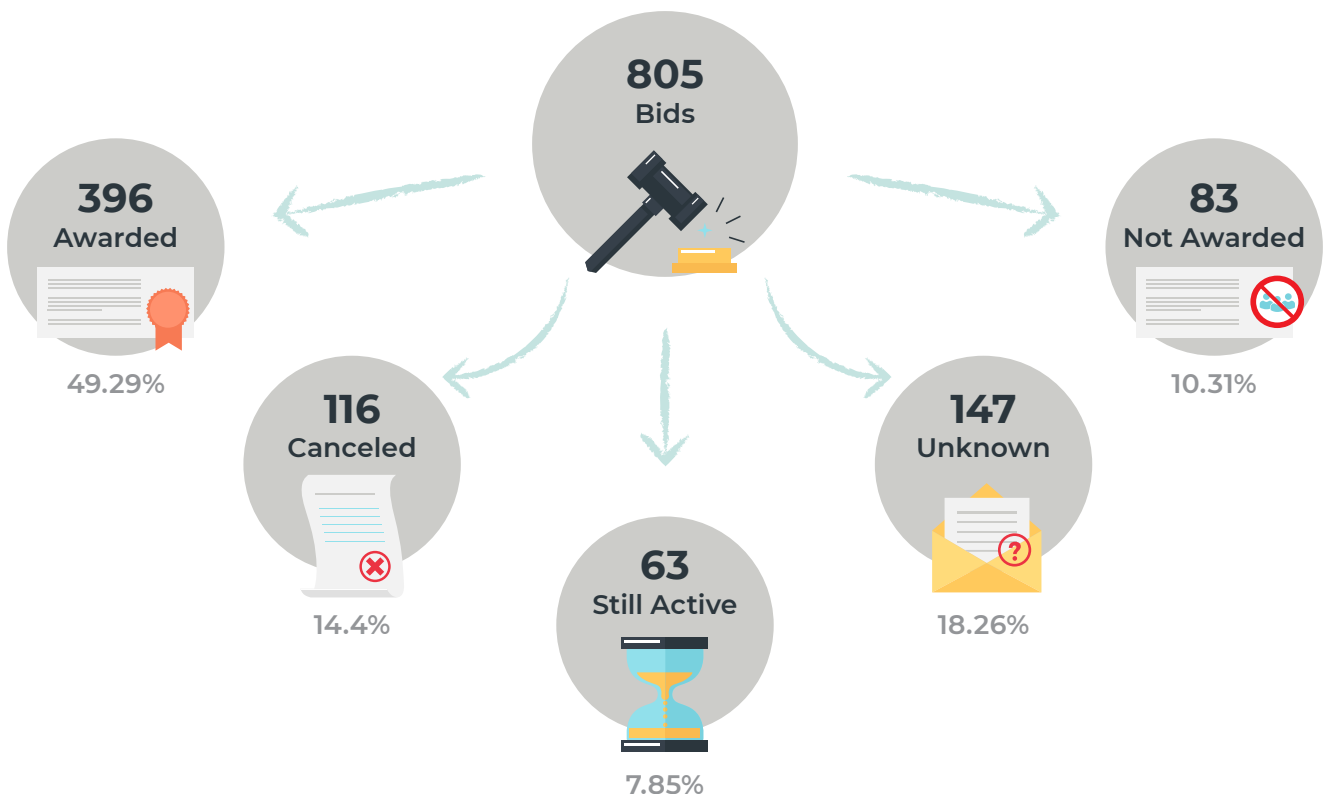 805
Bids
396
Awarded
49.29%
83
Not Awarded
10.31%
116
Canceled
14.4%
147
Unknown
?
18.26%
63
Still Active
7.85%